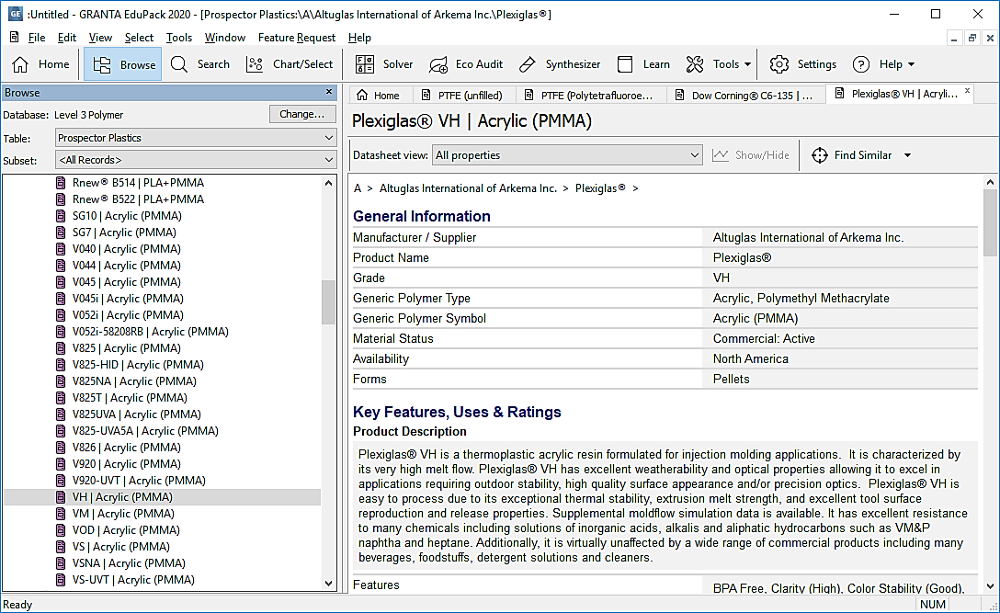 GE :Untitled - GRANTA EduPack 2020 - [Prospector Plastics:\A\Altuglas International of Arkema Inc.\Plexiglas®]
File Edit View Select Tools Window Feature Request Help
Home Browse Search Chart/Select Solver Eco Audit Synthesizer Learn Tools Settings Help
Browse
Database: Level 3 Polymer Change...
Table: Prospector Plastics
Subset: <All Records>
Rnew® B514 | PLA+PMMA
Rnew® B522 | PLA+PMMA
SG10 | Acrylic (PMMA)
SG7 | Acrylic (PMMA)
V040 | Acrylic (PMMA)
V044 | Acrylic (PMMA)
V045 | Acrylic (PMMA)
V045i | Acrylic (PMMA)
V052i | Acrylic (PMMA)
V052i-58208RB | Acrylic (PMMA)
V825 | Acrylic (PMMA)
V825-HID | Acrylic (PMMA)
V825NA | Acrylic (PMMA)
V825T | Acrylic (PMMA)
V825UVA | Acrylic (PMMA)
V825-UVA5A | Acrylic (PMMA)
V826 | Acrylic (PMMA)
V920 | Acrylic (PMMA)
V920-UVT | Acrylic (PMMA)
VH | Acrylic (PMMA)
VM | Acrylic (PMMA)
VOD | Acrylic (PMMA)
VS | Acrylic (PMMA)
VSNA | Acrylic (PMMA)
VS-UVT | Acrylic (PMMA)
Home PTFE (unfilled) PTFE (Polytetrafluoroe... Dow Corning® C6-135 | ... Plexiglas® VH | Acryli...
Plexiglas® VH | Acrylic (PMMA)
Datasheet view: All properties Show/Hide Find Similar
A > Altuglas International of Arkema Inc. > Plexiglas® >
General Information
Manufacturer / Supplier Altuglas International of Arkema Inc.
Product Name Plexiglas®
Grade VH
Generic Polymer Type Acrylic, Polymethyl Methacrylate
Generic Polymer Symbol Acrylic (PMMA)
Material Status Commercial: Active
Availability North America
Forms Pellets
Key Features, Uses & Ratings
Product Description
Plexiglas® VH is a thermoplastic acrylic resin formulated for injection molding applications. It is characterized by
its very high melt flow. Plexiglas® VH has excellent weatherability and optical properties allowing it to excel in
applications requiring outdoor stability, high quality surface appearance and/or precision optics. Plexiglas® VH is
easy to process due to its exceptional thermal stability, extrusion melt strength, and excellent tool surface
reproduction and release properties. Supplemental moldflow simulation data is available. It has excellent resistance
to many chemicals including solutions of inorganic acids, alkalis and aliphatic hydrocarbons such as VM&P
naphtha and heptane. Additionally, it is virtually unaffected by a wide range of commercial products including many
beverages, foodstuffs, detergent solutions and cleaners.
Features BPA Free, Clarity (High), Color Stability (Good),
Ready NUM